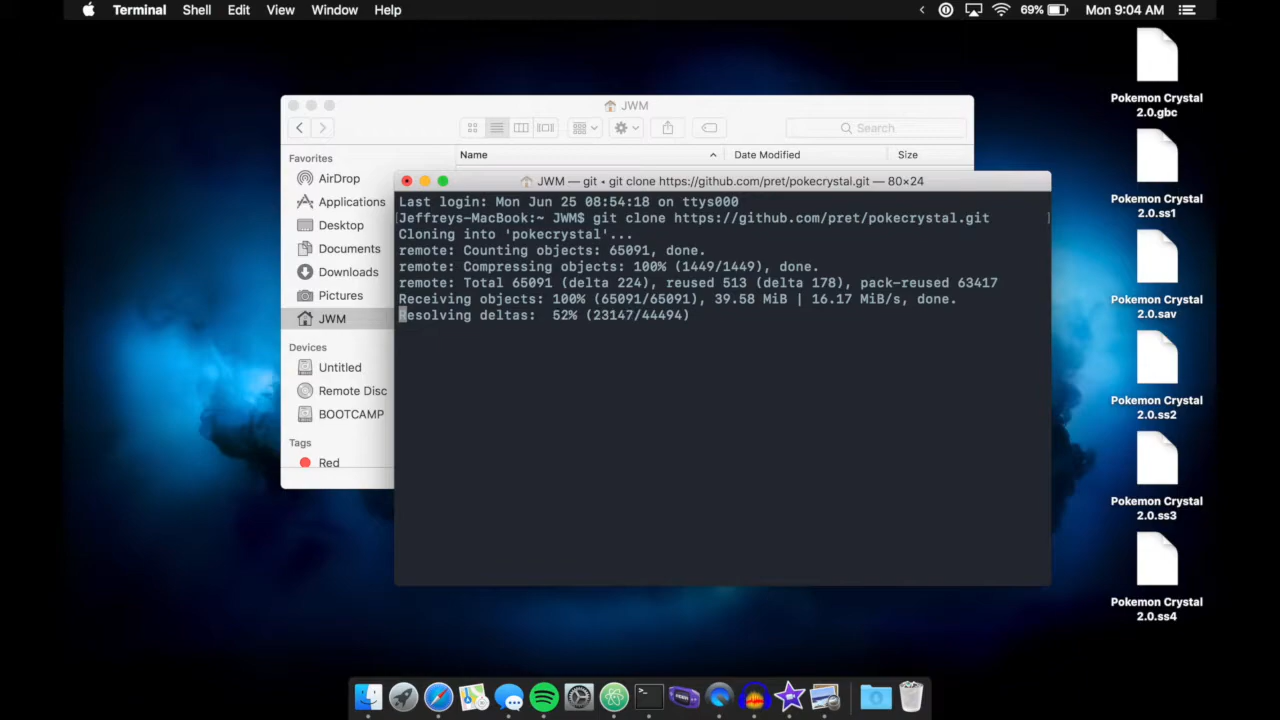 Terminal Shell Edit View Window Help
69% Mon 9:04 AM
JWM
Search
Favorites
AirDrop
Applications
Desktop
Documents
Downloads
Pictures
JWM
Devices
Untitled
Remote Disc
BOOTCAMP
Tags
Red
Name Date Modified Size
JWM — git • git clone https://github.com/pret/pokecrystal.git — 80×24
Last login: Mon Jun 25 08:54:18 on ttys000
[Jeffreys-MacBook:~ JWM$ git clone https://github.com/pret/pokecrystal.git ]
Cloning into 'pokecrystal'...
remote: Counting objects: 65091, done.
remote: Compressing objects: 100% (1449/1449), done.
remote: Total 65091 (delta 224), reused 513 (delta 178), pack-reused 63417
Receiving objects: 100% (65091/65091), 39.58 MiB | 16.17 MiB/s, done.
Resolving deltas:  52% (23147/44494)
Pokemon Crystal
2.0.gbc
Pokemon Crystal
2.0.ss1
Pokemon Crystal
2.0.sav
Pokemon Crystal
2.0.ss2
Pokemon Crystal
2.0.ss3
Pokemon Crystal
2.0.ss4